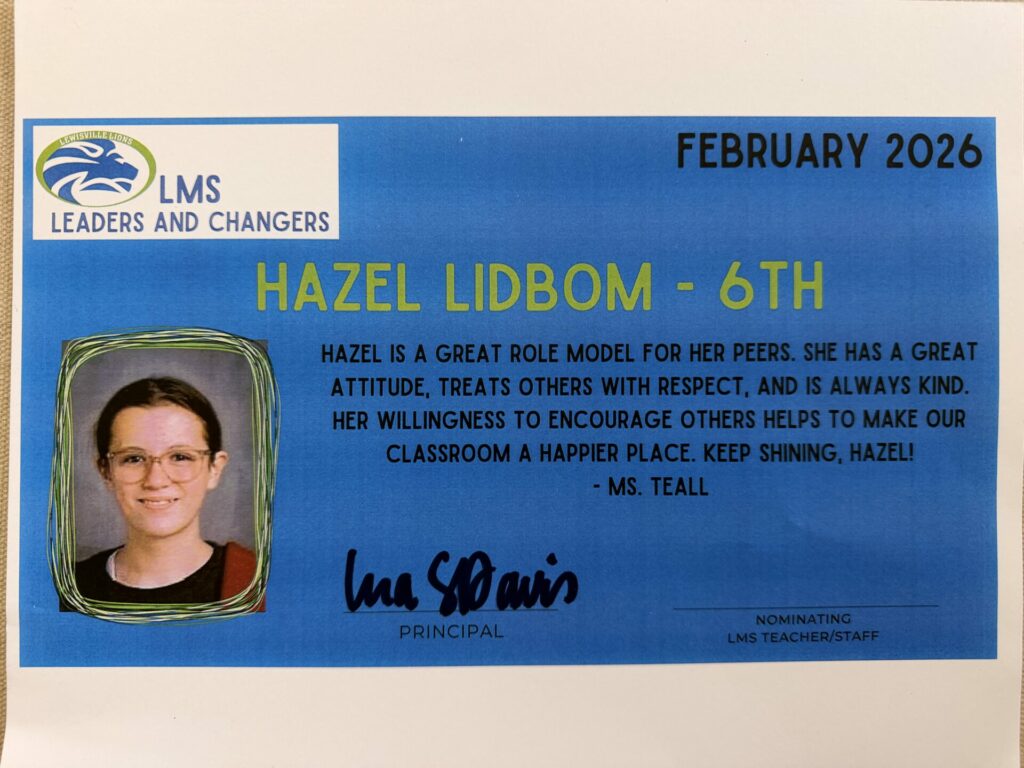 LEWISVILLE LIONS
LMS
LEADERS AND CHANGERS
FEBRUARY 2026
HAZEL LIDBOM - 6TH
HAZEL IS A GREAT ROLE MODEL FOR HER PEERS. SHE HAS A GREAT
ATTITUDE, TREATS OTHERS WITH RESPECT, AND IS ALWAYS KIND.
HER WILLINGNESS TO ENCOURAGE OTHERS HELPS TO MAKE OUR
CLASSROOM A HAPPIER PLACE. KEEP SHINING, HAZEL!
- MS. TEALL
Davis
PRINCIPAL
NOMINATING
LMS TEACHER/STAFF